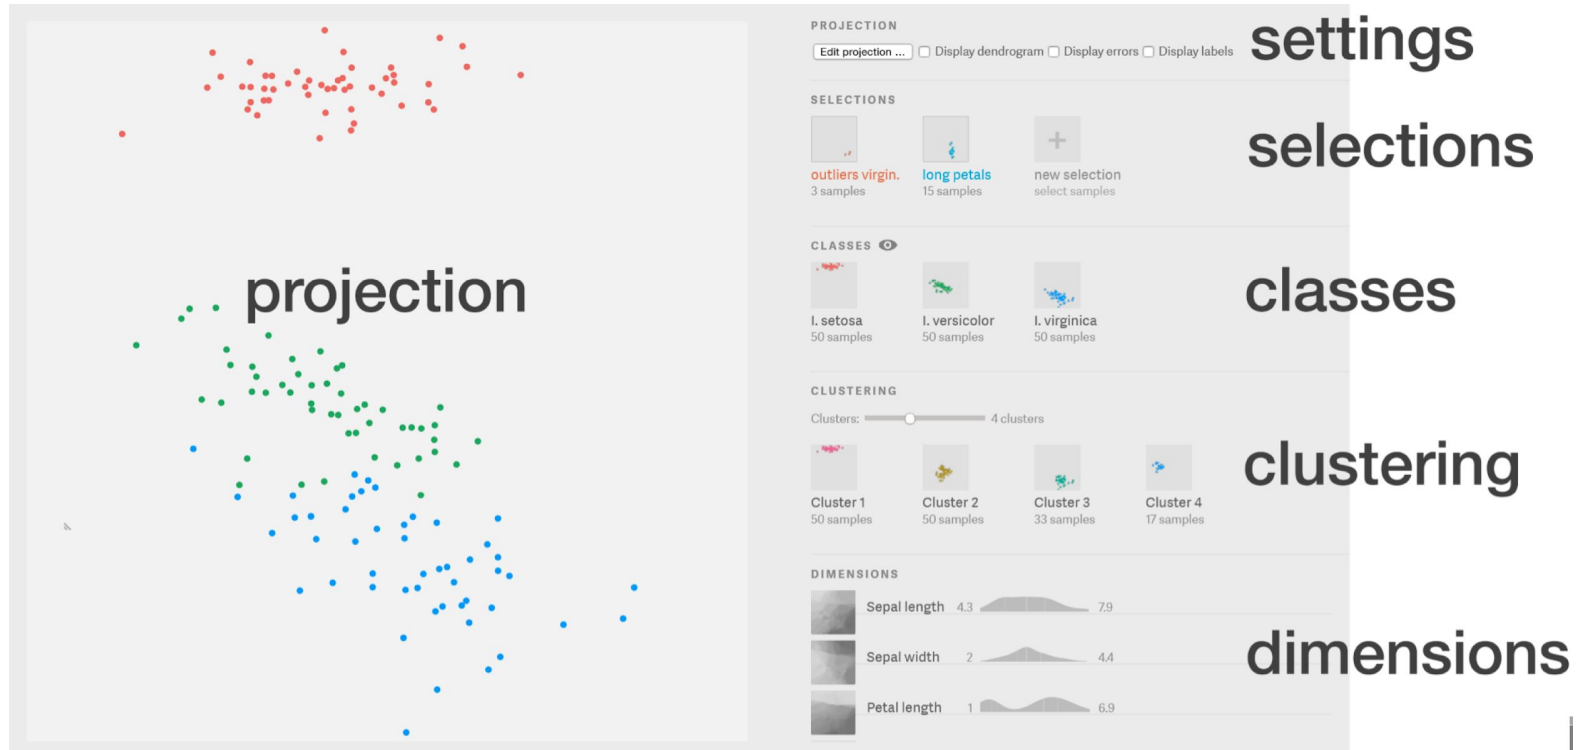 PROJECTION
Edit projection ... Display dendrogram Display errors Display labels
settings
SELECTIONS
outliers virgin. long petals new selection
3 samples 15 samples select samples
selections
projection
CLASSES
I. setosa I. versicolor I. virginica
50 samples 50 samples 50 samples
classes
CLUSTERING
Clusters: 4 clusters
Cluster 1 Cluster 2 Cluster 3 Cluster 4
50 samples 50 samples 33 samples 17 samples
clustering
DIMENSIONS
Sepal length 4.3 7.9
Sepal width 2 4.4
Petal length 1 6.9
dimensions